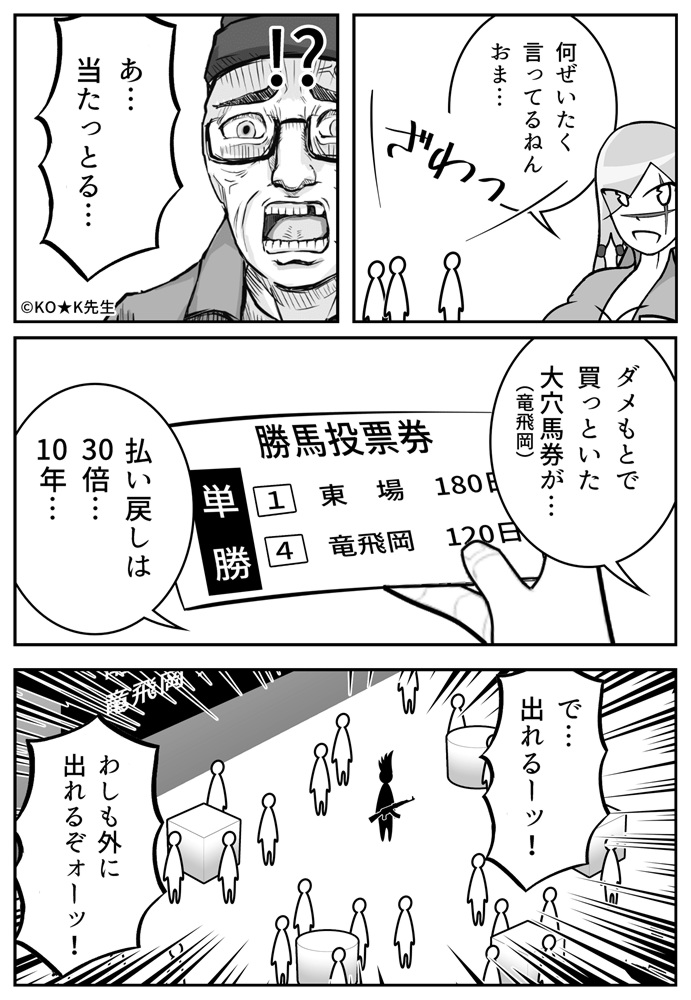 何ぜいたく
言ってるねん
おま…
ざわっ
!?
あ…
当たっとる…
©KO★K先生
ダメもとで
買っといた
大穴馬券が…
(竜飛岡)
勝馬投票券
単勝
1 東場 180日
4 竜飛岡 120日
払い戻しは
30倍…
10年…
竜飛岡
で…
出れるーッ!
わしも外に
出れるぞォーッ!